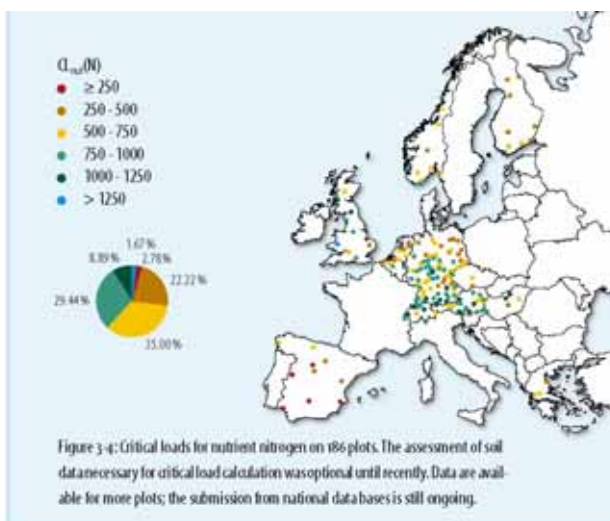 CLnut(N)
≥ 250
250 - 500
500 - 750
750 - 1000
1000 - 1250
> 1250
1.67 %
8.89 %
2.78 %
29.44 %
22.22 %
35.00 %
Figure 3-4: Critical loads for nutrient nitrogen on 186 plots. The assessment of soil
data necessary for critical load calculation was optional until recently. Data are avail-
able for more plots; the submission from national data bases is still ongoing.